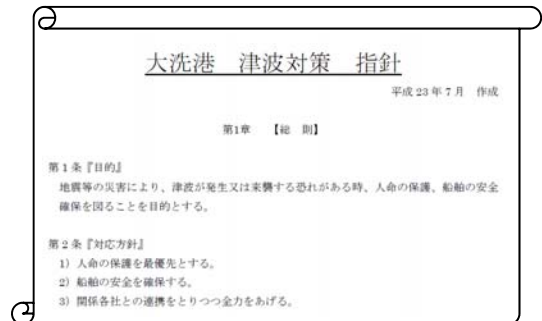 大洗港 津波対策 指針
平成23年7月 作成
第1章 【総 則】
第1条『目的』
地震等の災害により、津波が発生又は来襲する恐れがある時、人命の保護、船舶の安全
確保を図ることを目的とする。
第2条『対応方針』
1）人命の保護を最優先とする。
2）船舶の安全を確保する。
3）関係各社との連携をとりつつ全力をあげる。